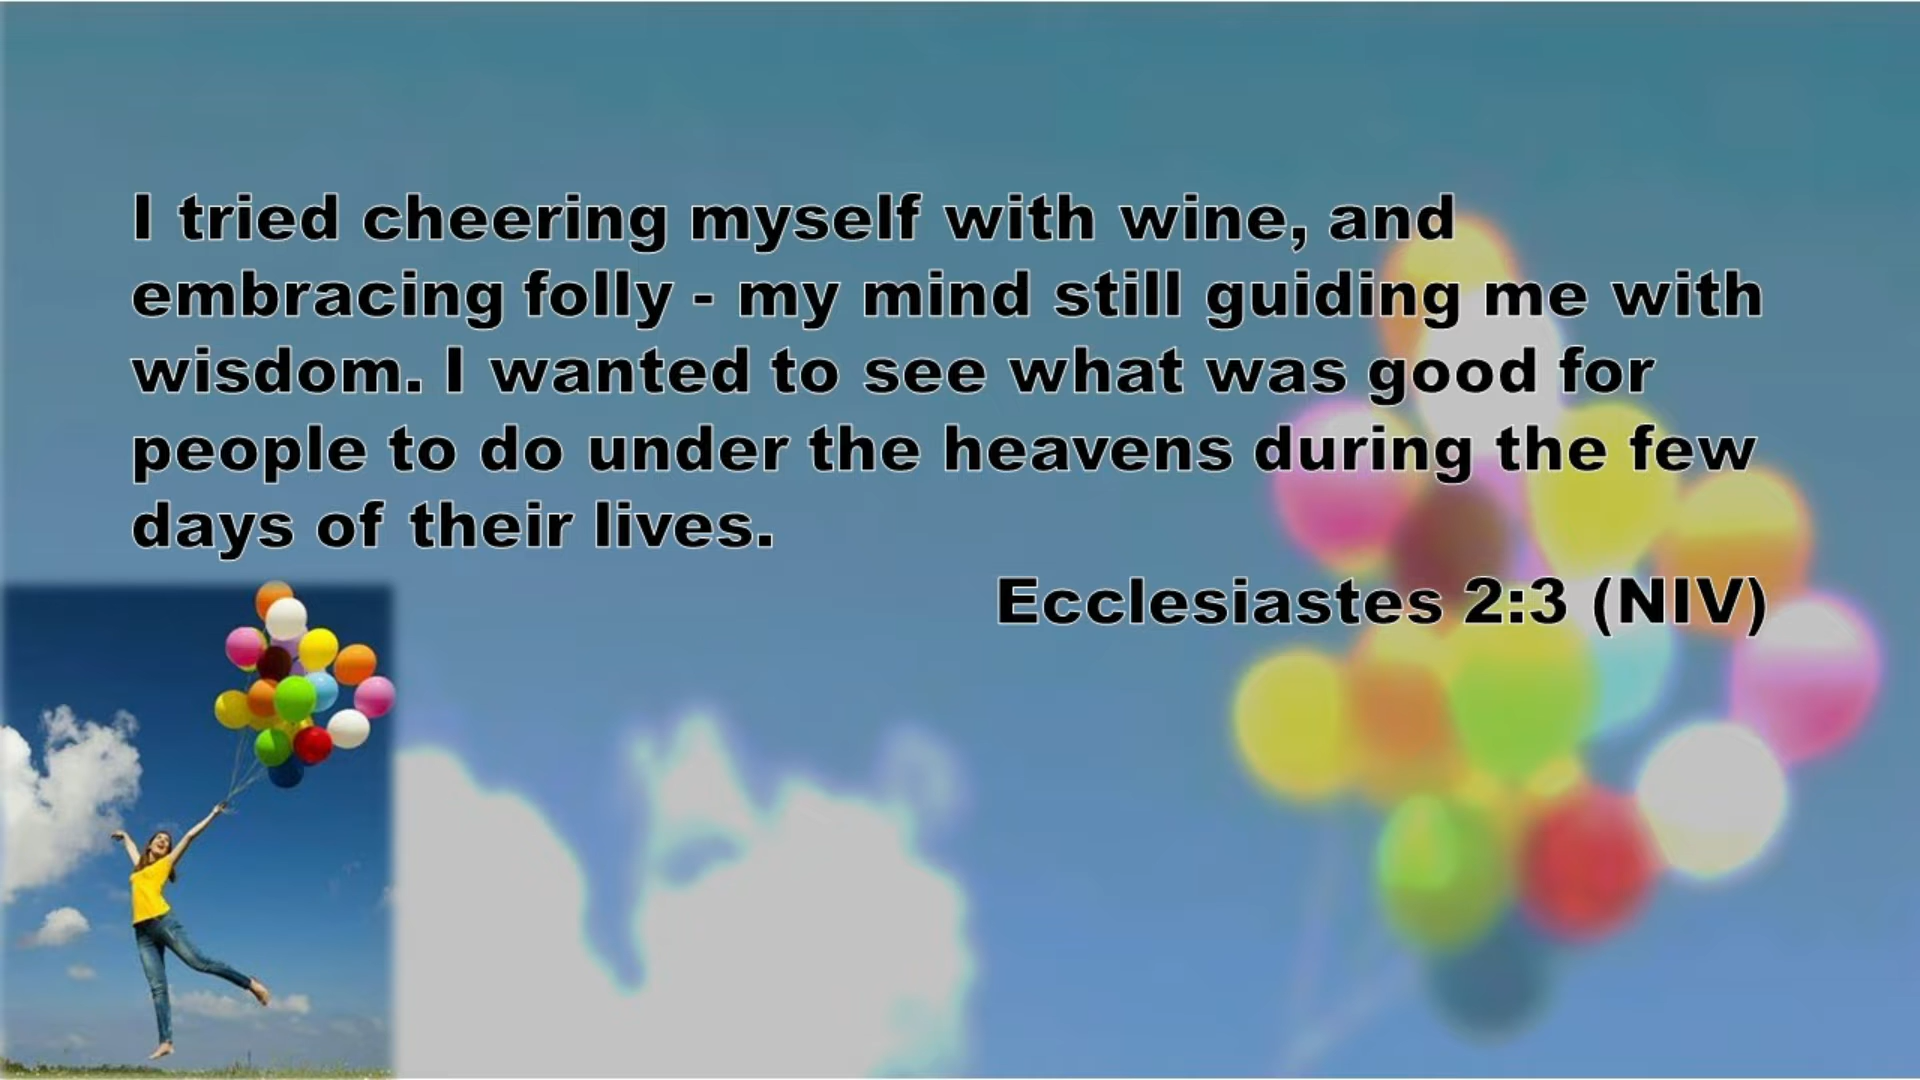 I tried cheering myself with wine, and
embracing folly - my mind still guiding me with
wisdom. I wanted to see what was good for
people to do under the heavens during the few
days of their lives.
Ecclesiastes 2:3 (NIV)